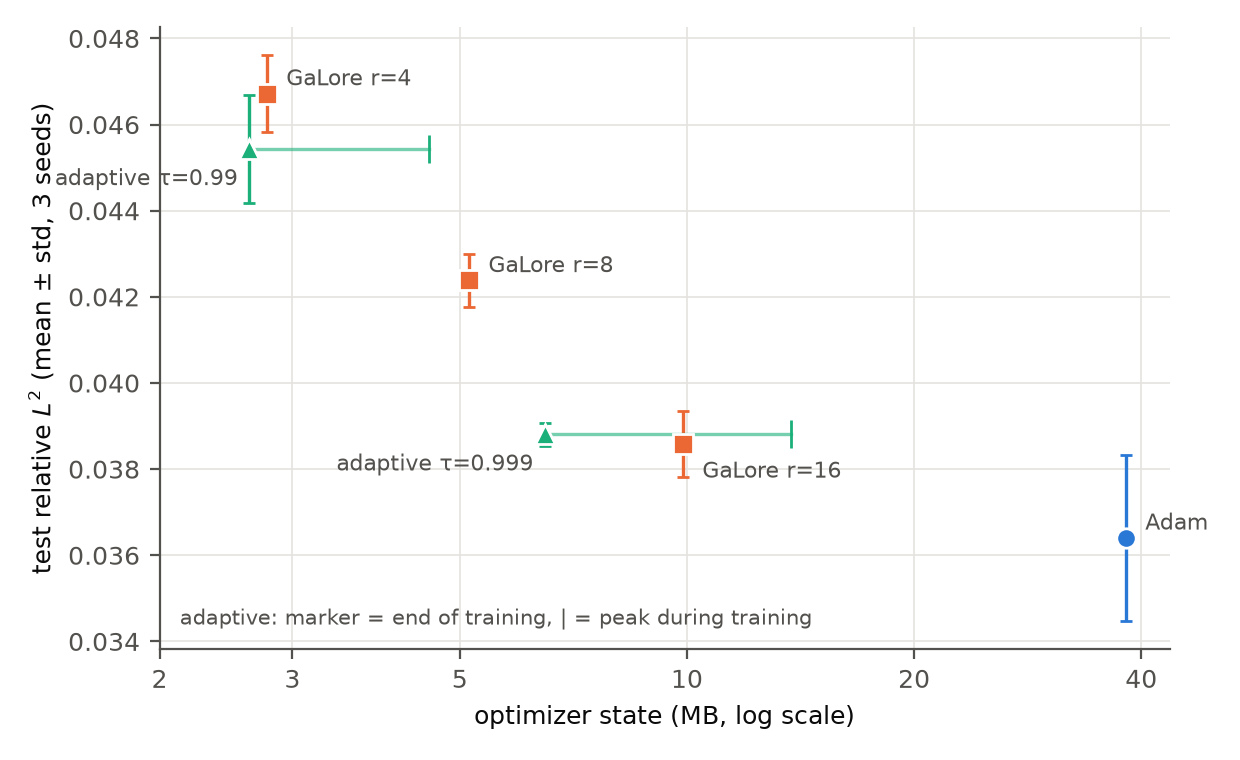 0.048
0.046
0.044
0.042
0.040
0.038
0.036
0.034
test relative L² (mean ± std, 3 seeds)
GaLore r=4
adaptive τ=0.99
GaLore r=8
adaptive τ=0.999
GaLore r=16
Adam
adaptive: marker = end of training, | = peak during training
2 3 5 10 20 40
optimizer state (MB, log scale)